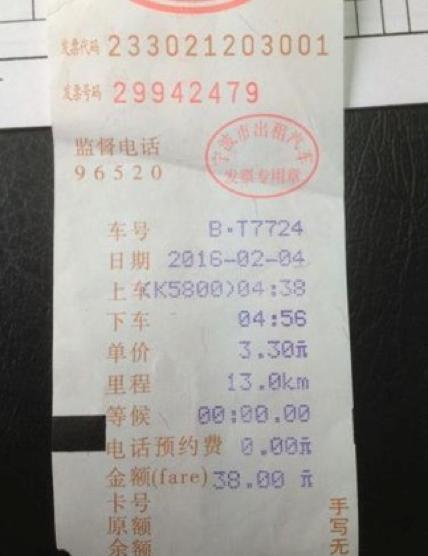 发票代码 233021203001
发票号码 29942479
宁波市出租汽车
发票专用章
监督电话
96520
车号 B·T7724
日期 2016-02-04
上车(K5800)04:38
下车 04:56
单价 3.30元
里程 13.0km
等候 00:00.00
电话预约费 0.00元
金额(fare) 38.00 元
卡号
原额
余额
手写无